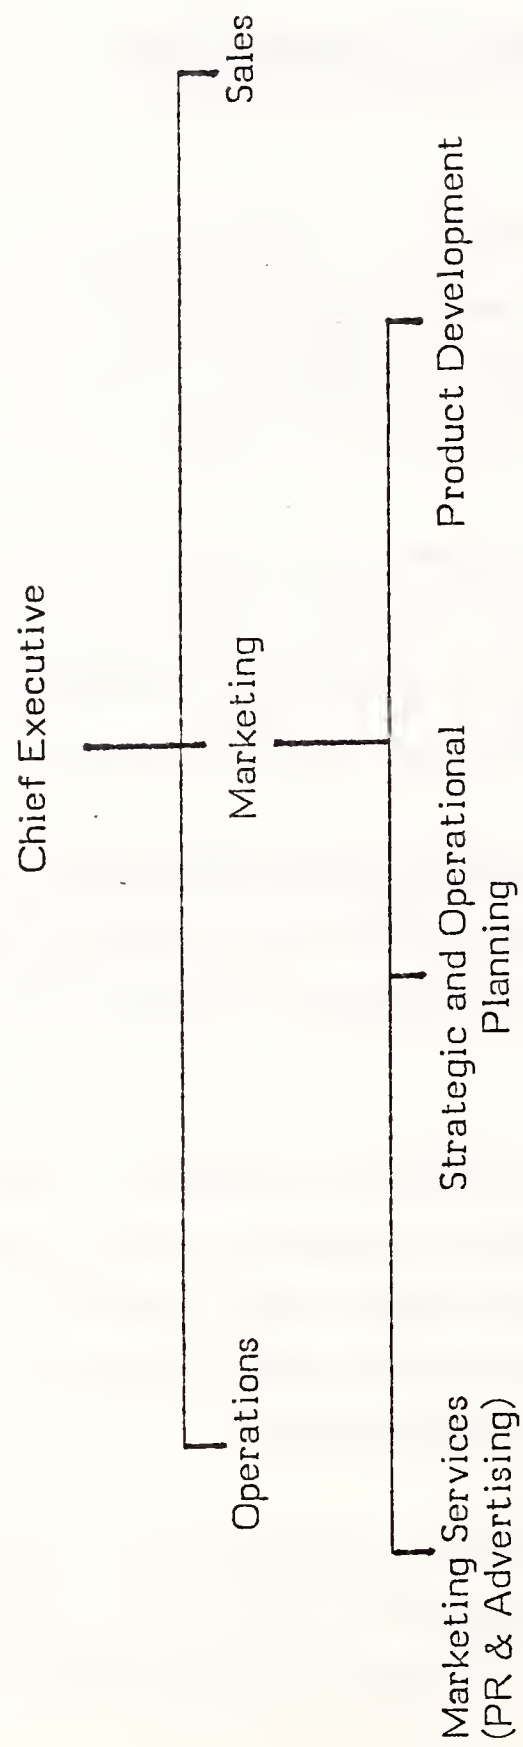 Chief Executive
Operations
Marketing
Sales
Marketing Services
(PR & Advertising)
Strategic and Operational
Planning
Product Development